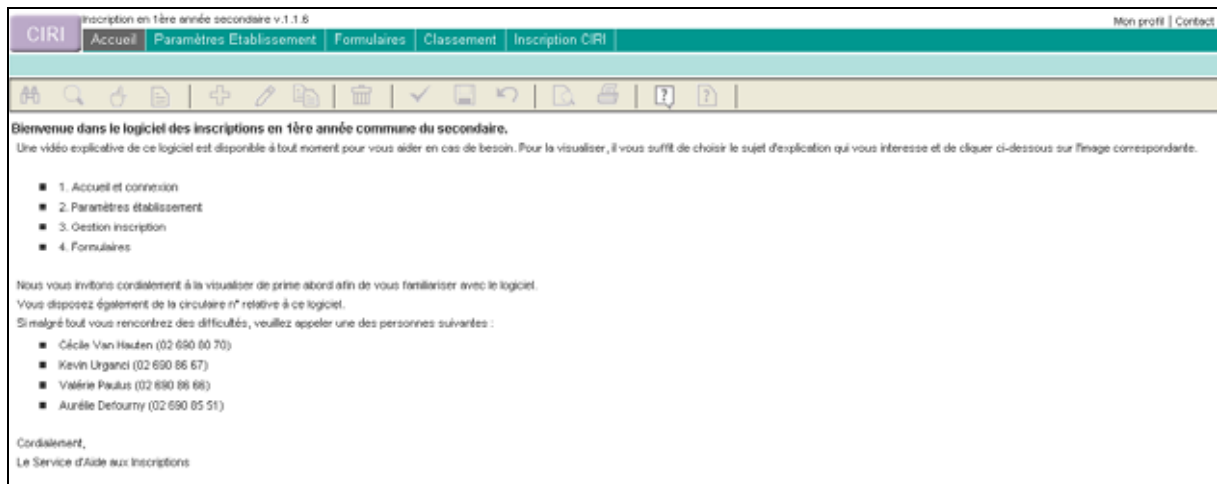 Inscription en 1ère année secondaire v.1.1.6
Mon profil | Contact
CIRI
Accueil | Paramètres Etablissement | Formulaires | Classement | Inscription CIRI
Bienvenue dans le logiciel des inscriptions en 1ère année commune du secondaire.
Une vidéo explicative de ce logiciel est disponible à tout moment pour vous aider en cas de besoin. Pour la visualiser, il vous suffit de choisir le sujet d'explication qui vous interesse et de cliquer ci-dessous sur l'image correspondante.
1. Accueil et connexion
2. Paramètres établissement
3. Gestion inscription
4. Formulaires
Nous vous invitons cordialement à la visualiser de prime abord afin de vous familiariser avec le logiciel.
Vous disposez également de la circulaire n° relative à ce logiciel.
Si malgré tout vous rencontrez des difficultés, veuillez appeler une des personnes suivantes :
Cécile Van Hauten (02 690 80 70)
Kevin Urganci (02 690 86 67)
Valérie Paulus (02 690 86 66)
Aurélie Defourny (02 690 85 51)
Cordialement,
Le Service d'Aide aux Inscriptions